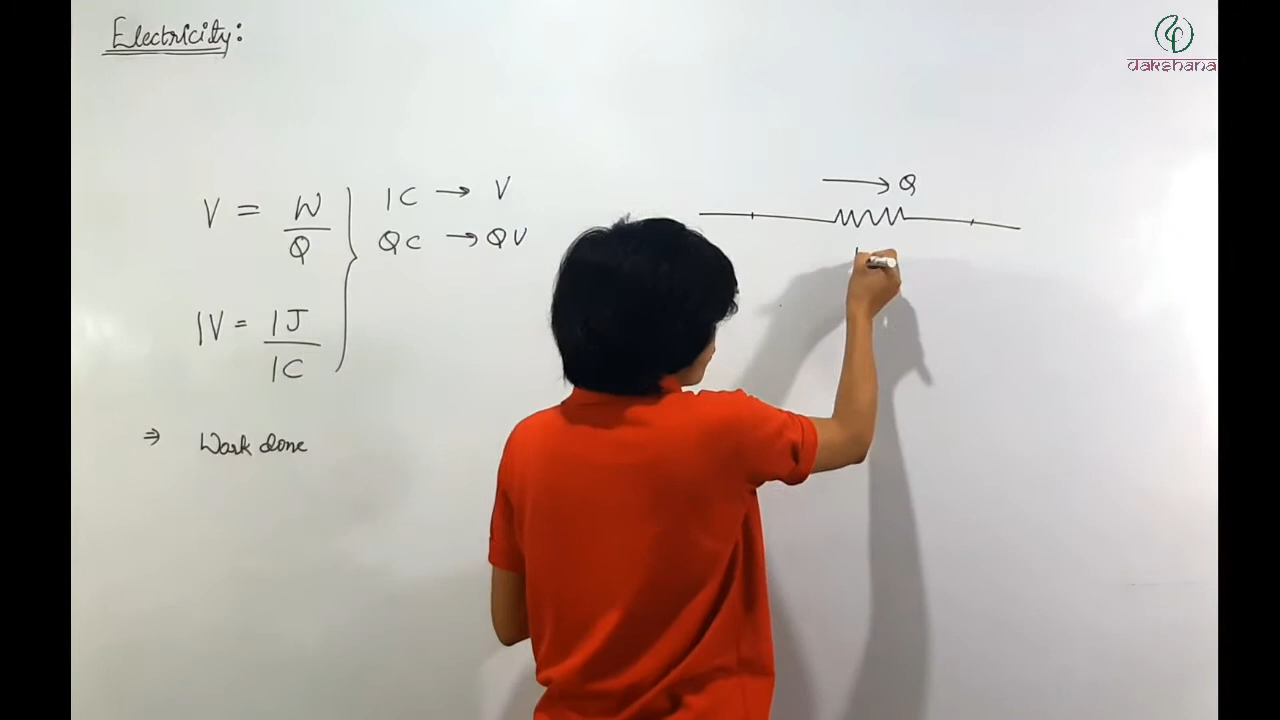 Electricity:
dakshana
V = W/Q
1C → V
QC → QV
1V = 1J/1C
⇒ Work done
→ Q